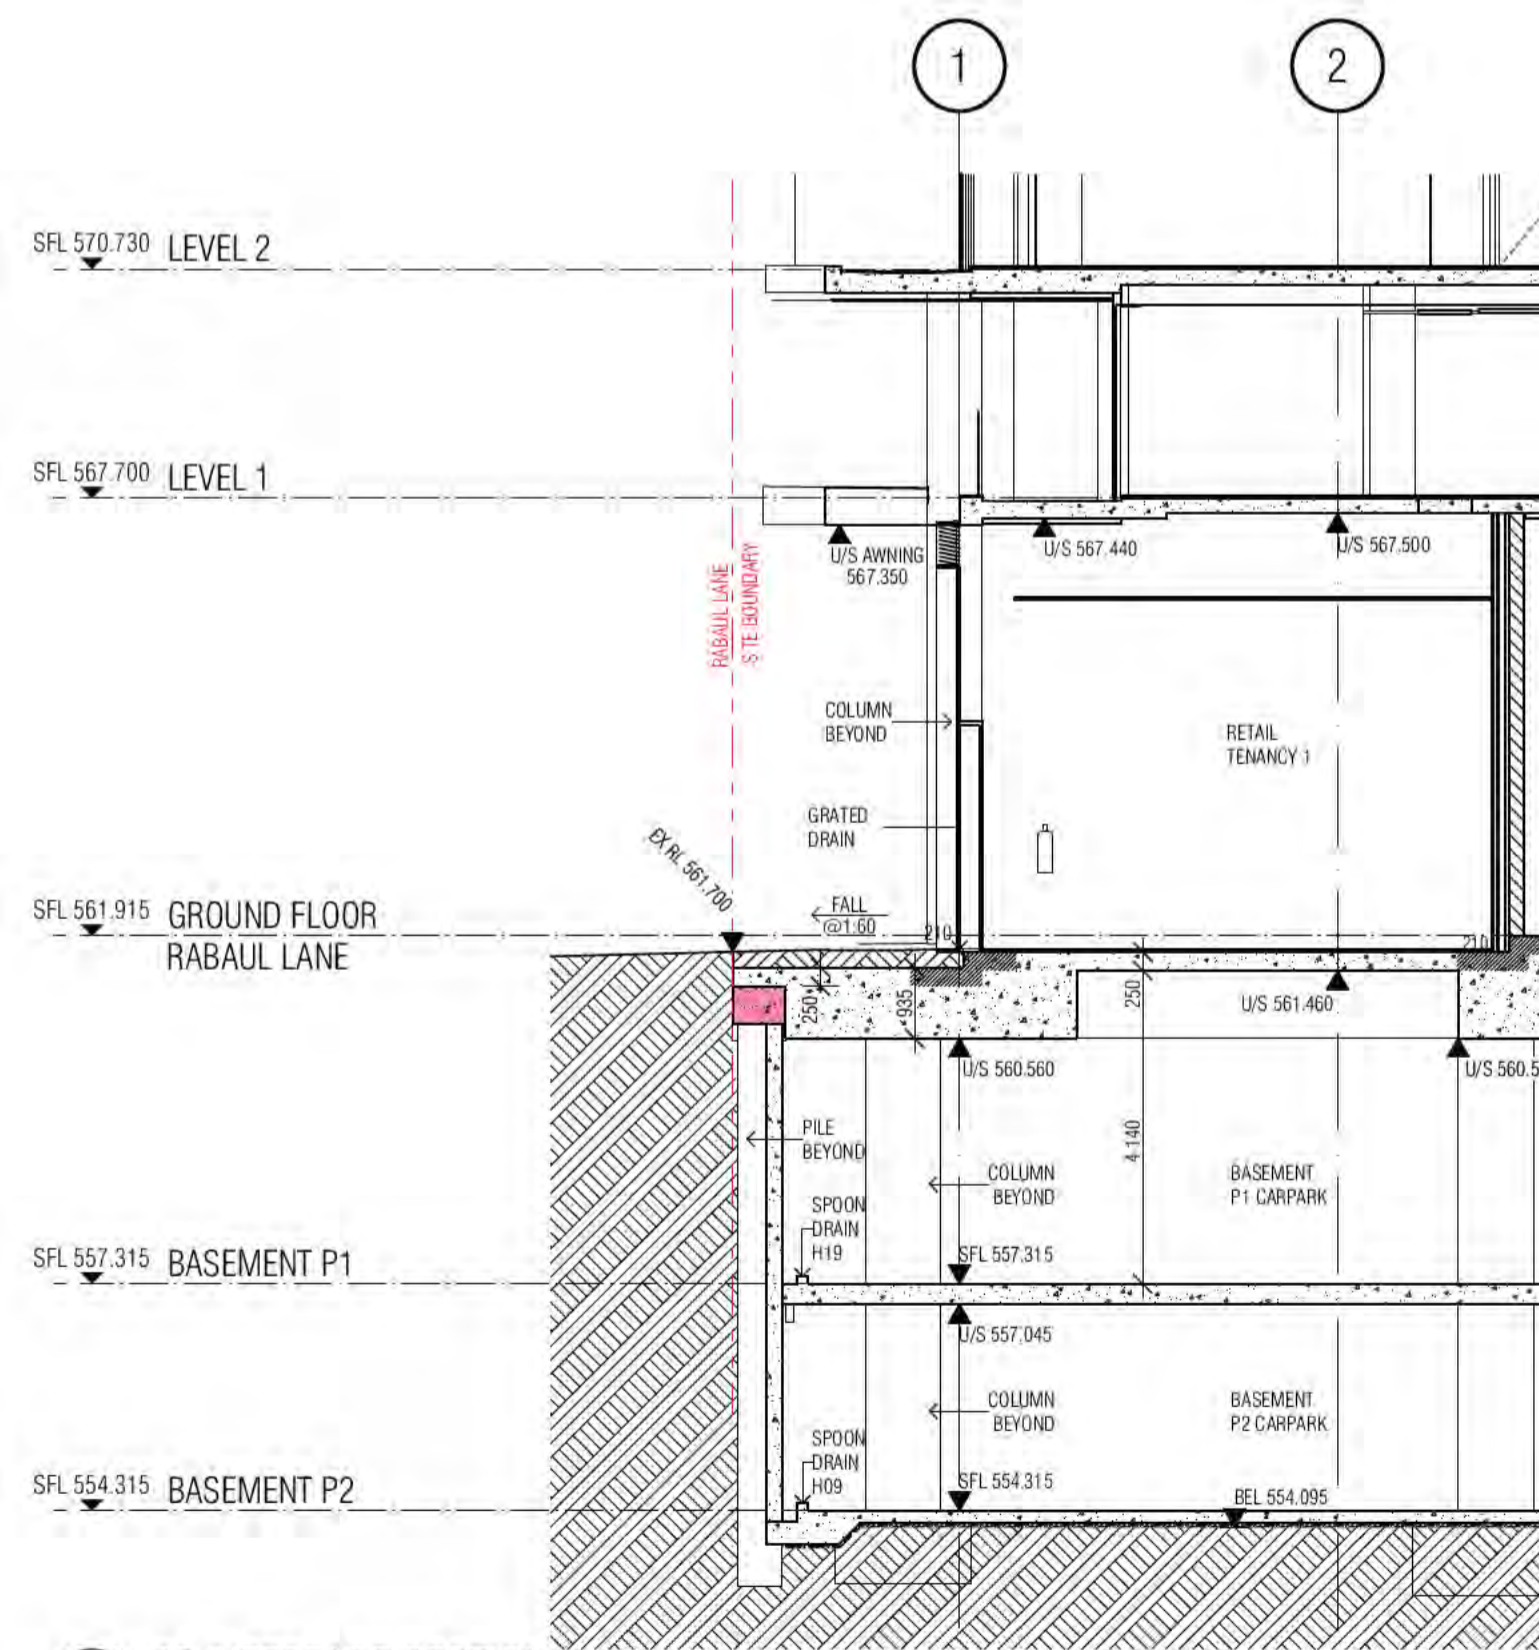 1
2
SFL 570.730 LEVEL 2
SFL 567.700 LEVEL 1
U/S AWNING
567.350
U/S 567.440
U/S 567.500
RABAUL LANE
S TE BOUNDARY
COLUMN
BEYOND
RETAIL
TENANCY 1
GRATED
DRAIN
EX RL 561.700
FALL
@1:60
SFL 561.915 GROUND FLOOR
RABAUL LANE
210
210
250
935
250
U/S 561.460
U/S 560.560
U/S 560.5
PILE
BEYOND
4 140
COLUMN
BEYOND
BASEMENT
P1 CARPARK
SPOON
DRAIN
H19
SFL 557.315 BASEMENT P1
SFL 557.315
U/S 557.045
COLUMN
BEYOND
BASEMENT
P2 CARPARK
SPOON
DRAIN
H09
SFL 554.315 BASEMENT P2
SFL 554.315
BEL 554.095